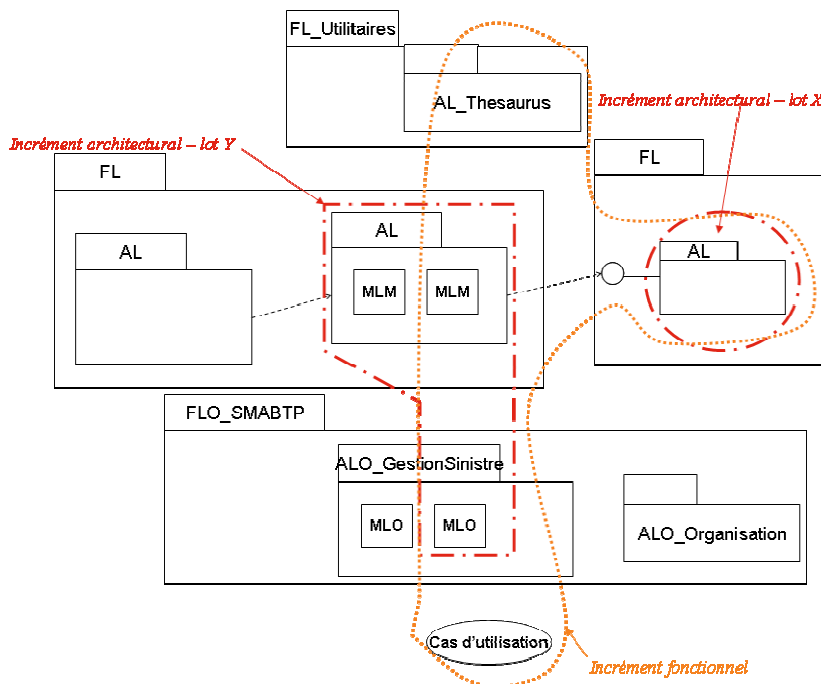 FL_Utilitaires
AL_Thesaurus
Incrément architectural – lot X
Incrément architectural – lot Y
FL
FL
AL
AL
AL
MLM
MLM
FLO_SMABTP
ALO_GestionSinistre
MLO
MLO
ALO_Organisation
Cas d'utilisation
Incrément fonctionnel